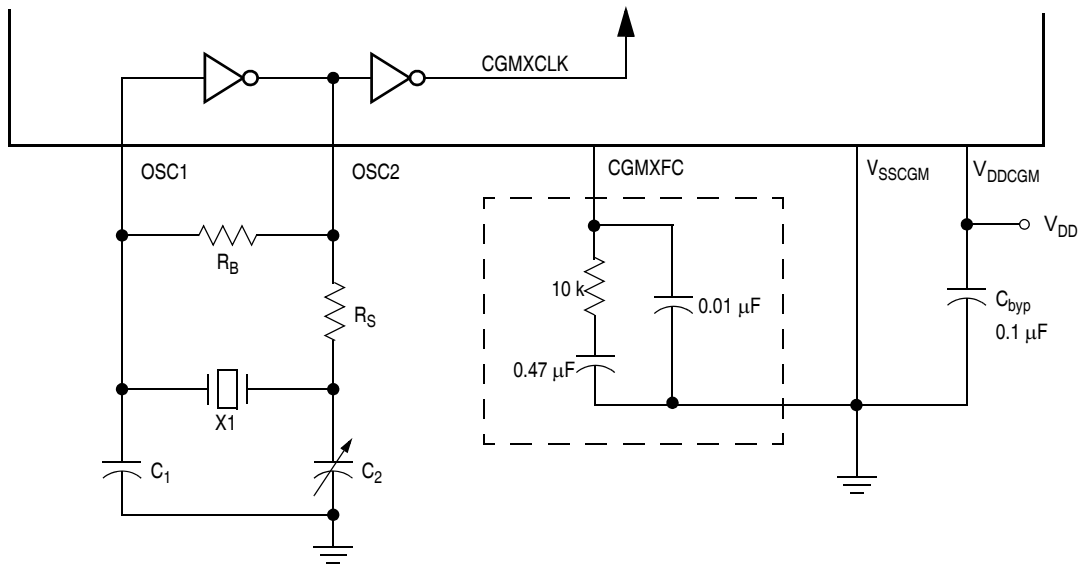 CGMXCLK
OSC1
OSC2
CGMXFC
VSSCGM
VDDCGM
VDD
RB
RS
10 k
0.01 μF
0.47 μF
Cbyp
0.1 μF
X1
C1
C2